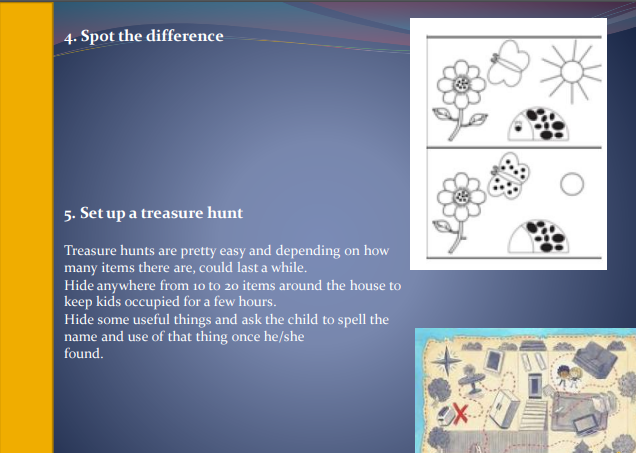 4. Spot the difference
5. Set up a treasure hunt
Treasure hunts are pretty easy and depending on how
many items there are, could last a while.
Hide anywhere from 10 to 20 items around the house to
keep kids occupied for a few hours.
Hide some useful things and ask the child to spell the
name and use of that thing once he/she
found.